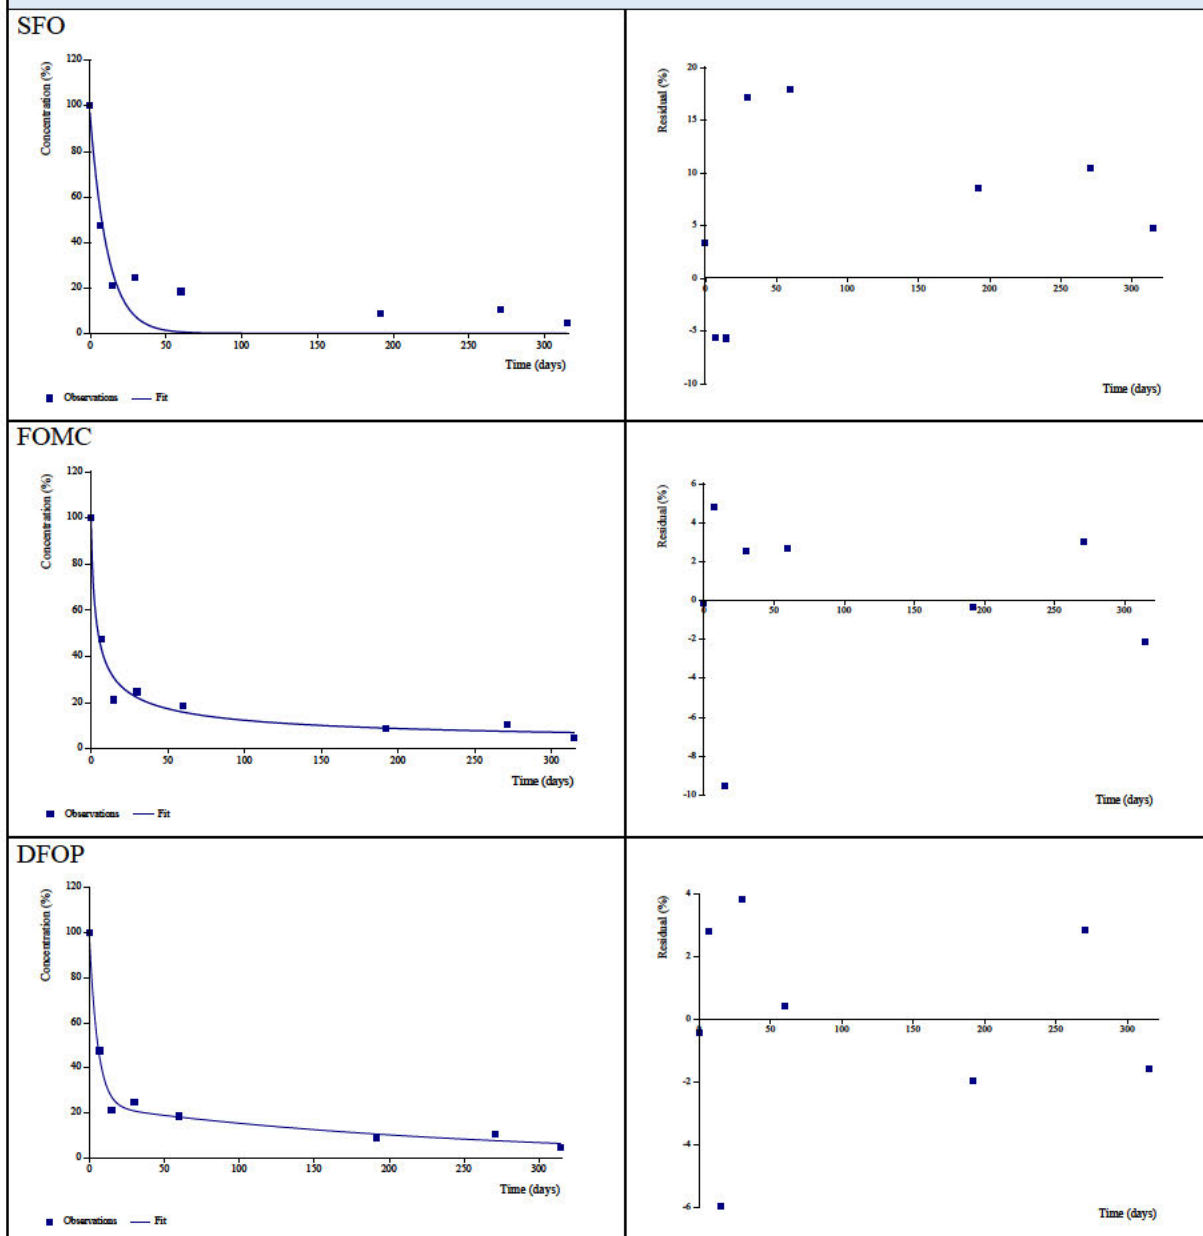 SFO
Concentration (%)
120
100
80
60
40
20
0
0 50 100 150 200 250 300
Time (days)
Observations Fit
Residual (%)
20
15
10
5
0
-5
-10
0 50 100 150 200 250 300
Time (days)
FOMC
Concentration (%)
120
100
80
60
40
20
0
0 50 100 150 200 250 300
Time (days)
Observations Fit
Residual (%)
6
4
2
0
-2
-4
-6
-8
-10
0 50 100 150 200 250 300
Time (days)
DFOP
Concentration (%)
120
100
80
60
40
20
0
0 50 100 150 200 250 300
Time (days)
Observations Fit
Residual (%)
4
2
0
-2
-4
-6
0 50 100 150 200 250 300
Time (days)